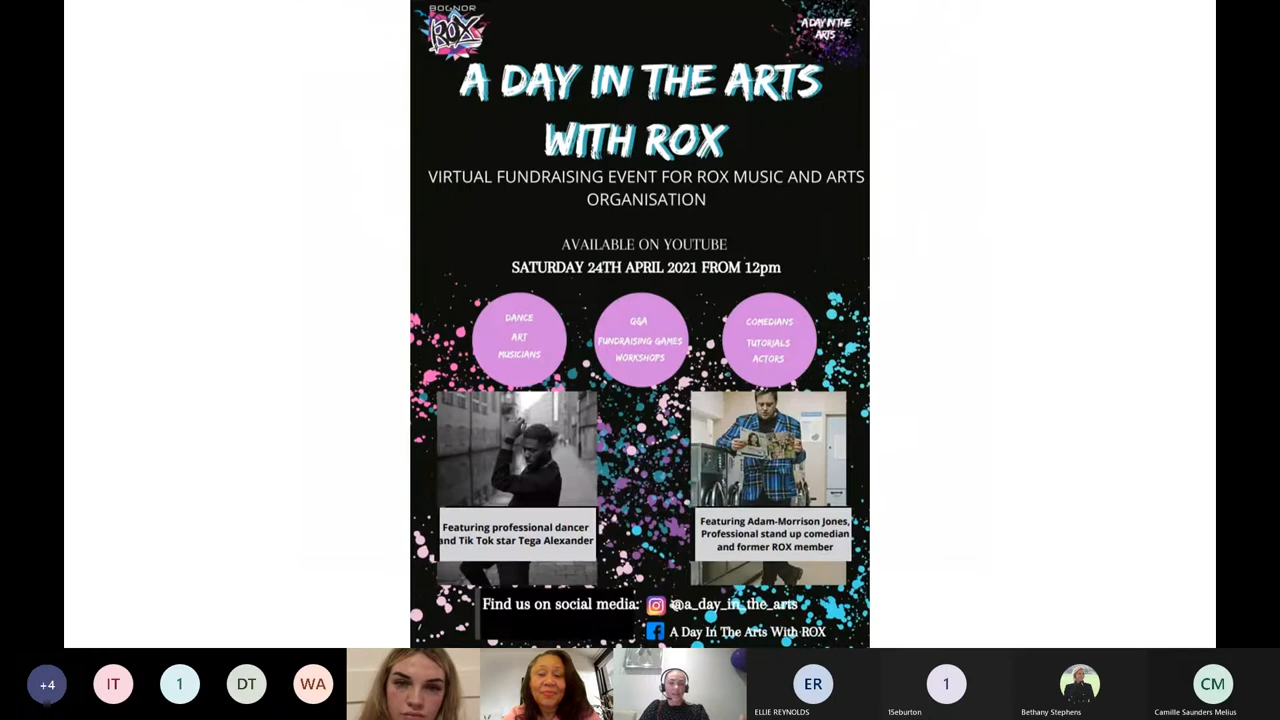 BOGNOR
ROX
A DAY IN THE
ARTS
A DAY IN THE ARTS
WITH ROX
VIRTUAL FUNDRAISING EVENT FOR ROX MUSIC AND ARTS
ORGANISATION
AVAILABLE ON YOUTUBE
SATURDAY 24TH APRIL 2021 FROM 12pm
DANCE
ART
MUSICIANS
Q&A
FUNDRAISING GAMES
WORKSHOPS
COMEDIANS
TUTORIALS
ACTORS
Featuring professional dancer
and Tik Tok star Tega Alexander
Featuring Adam-Morrison Jones,
Professional stand up comedian
and former ROX member
Find us on social media:
@a_day_in_the_arts
A Day In The Arts With ROX
+4
IT
1
DT
WA
ER
ELLIE REYNOLDS
1
1Seburton
Bethany Stephens
CM
Camille Saunders Melius